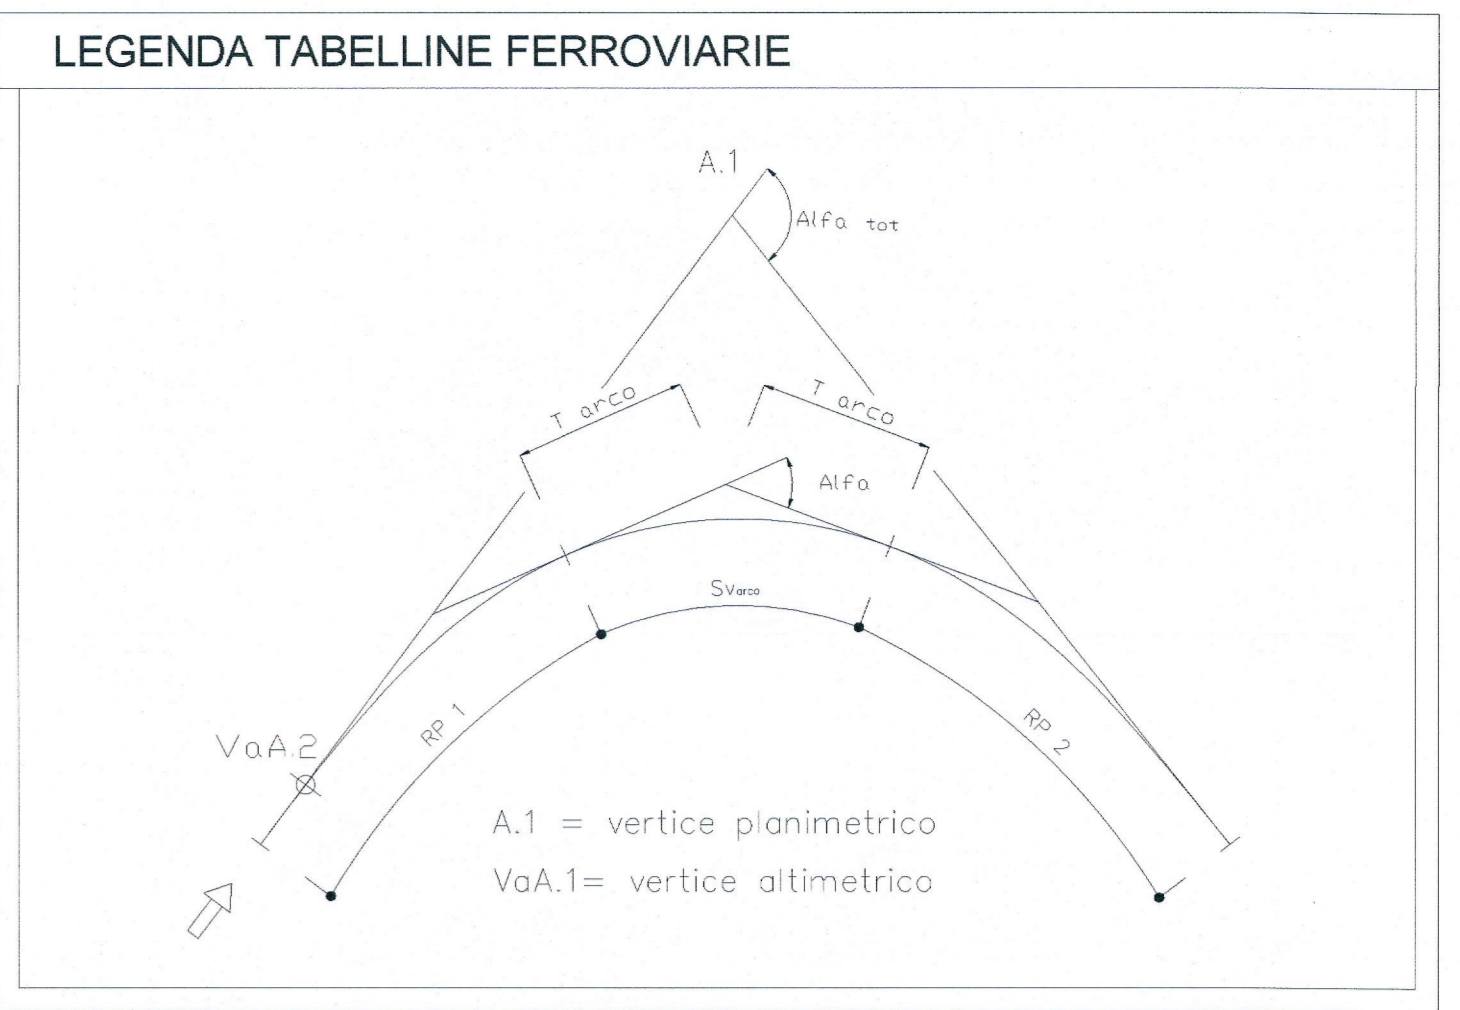 LEGENDA TABELLINE FERROVIARIE
A.1
Alfa tot
T arco
T arco
Alfa
Svarco
RP 1
RP 2
VaA.2
A.1 = vertice planimetrico
VaA.1= vertice altimetrico